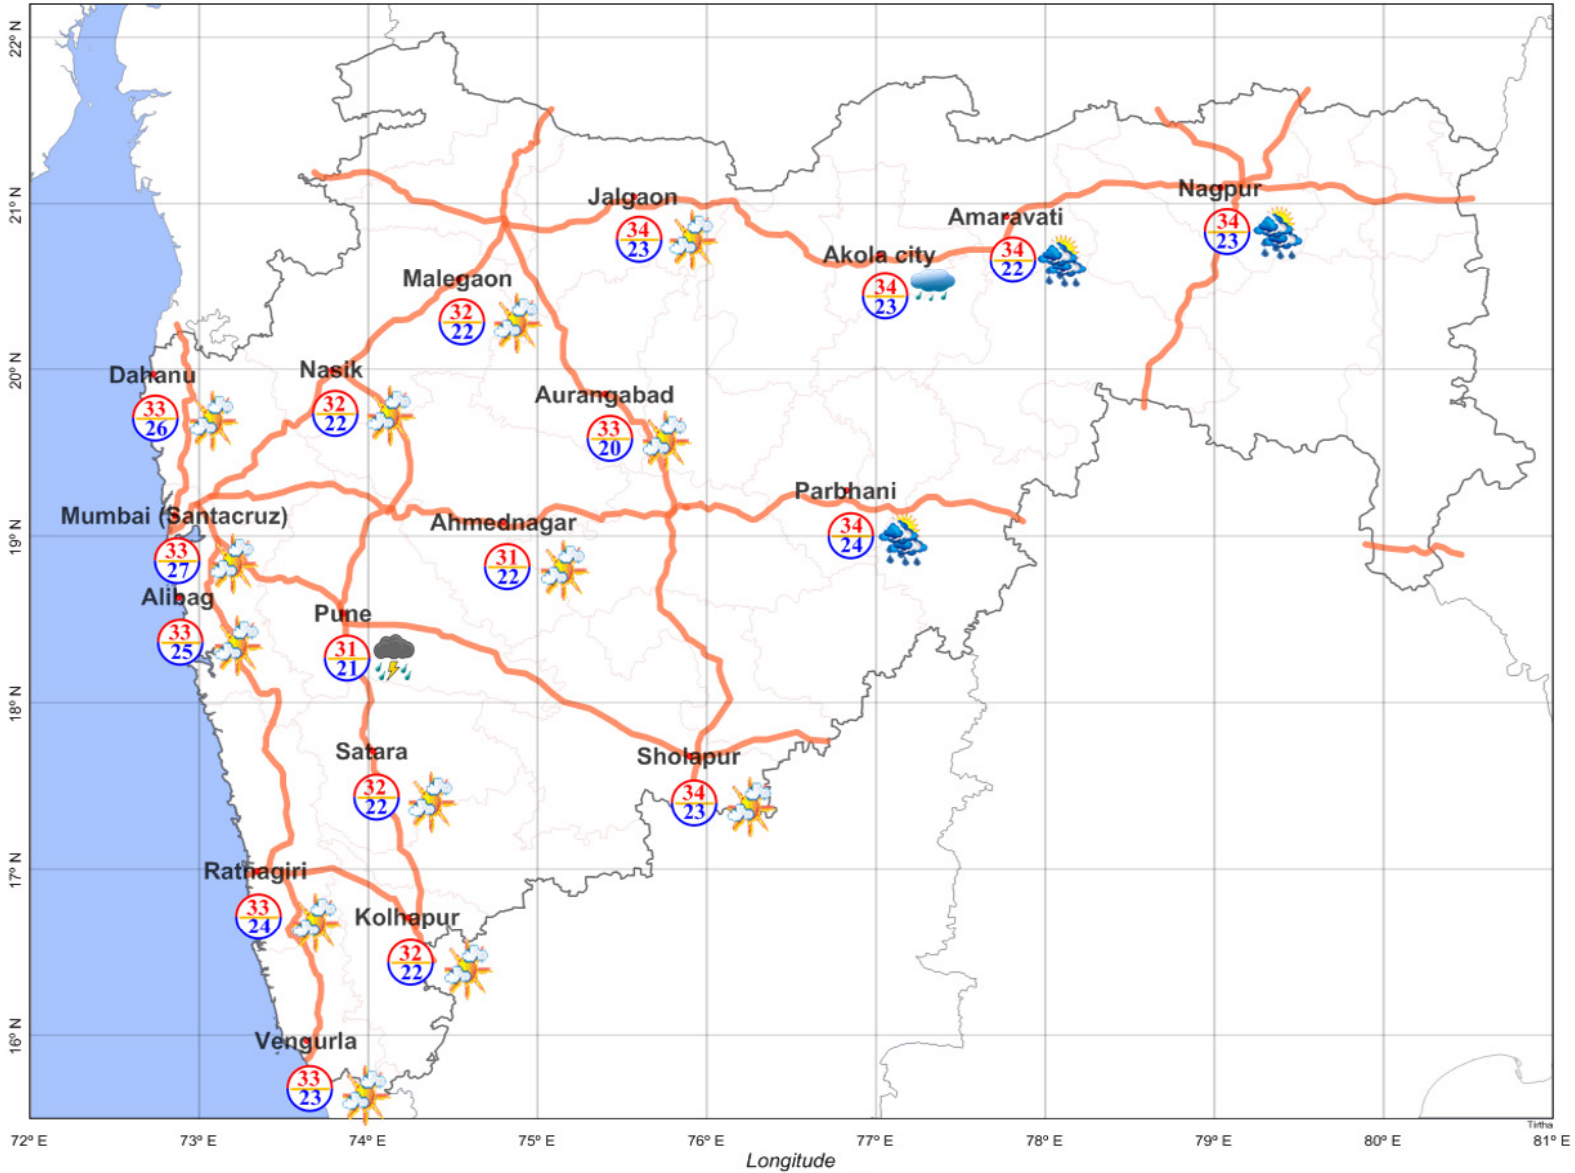 22° N
21° N
20° N
19° N
18° N
17° N
16° N
Nagpur
34
23
Jalgaon
34
23
Amaravati
34
22
Akola city
34
23
Malegaon
32
22
Nasik
32
22
Dahanu
33
26
Aurangabad
33
20
Parbhani
34
24
Mumbai (Santacruz)
33
27
Ahmednagar
31
22
Alibag
33
25
Pune
31
21
Satara
32
22
Sholapur
34
23
Ratnagiri
33
24
Kolhapur
32
22
Vengurla
33
23
Tirtha
72° E
73° E
74° E
75° E
76° E
77° E
78° E
79° E
80° E
81° E
Longitude